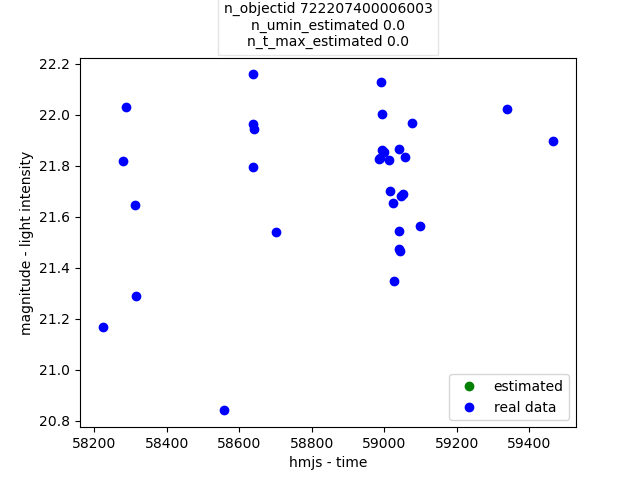 n_objectid 722207400006003
n_umin_estimated 0.0
n_t_max_estimated 0.0
22.2
22.0
21.8
21.6
21.4
21.2
21.0
20.8
magnitude - light intensity
estimated
real data
58200 58400 58600 58800 59000 59200 59400
hmjs - time